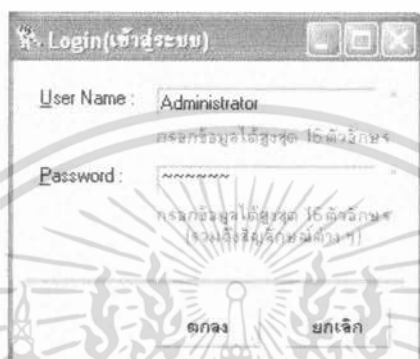 Login(เข้าสู่ระบบ)
User Name :
Administrator
กรอกข้อมูลได้สูงสุด 16 ตัวอักษร
Password :
~~~~~~
กรอกข้อมูลได้สูงสุด 16 ตัวอักษร
(รวมถึงสัญลักษณ์ต่าง ๆ)
ตกลง
ยกเลิก